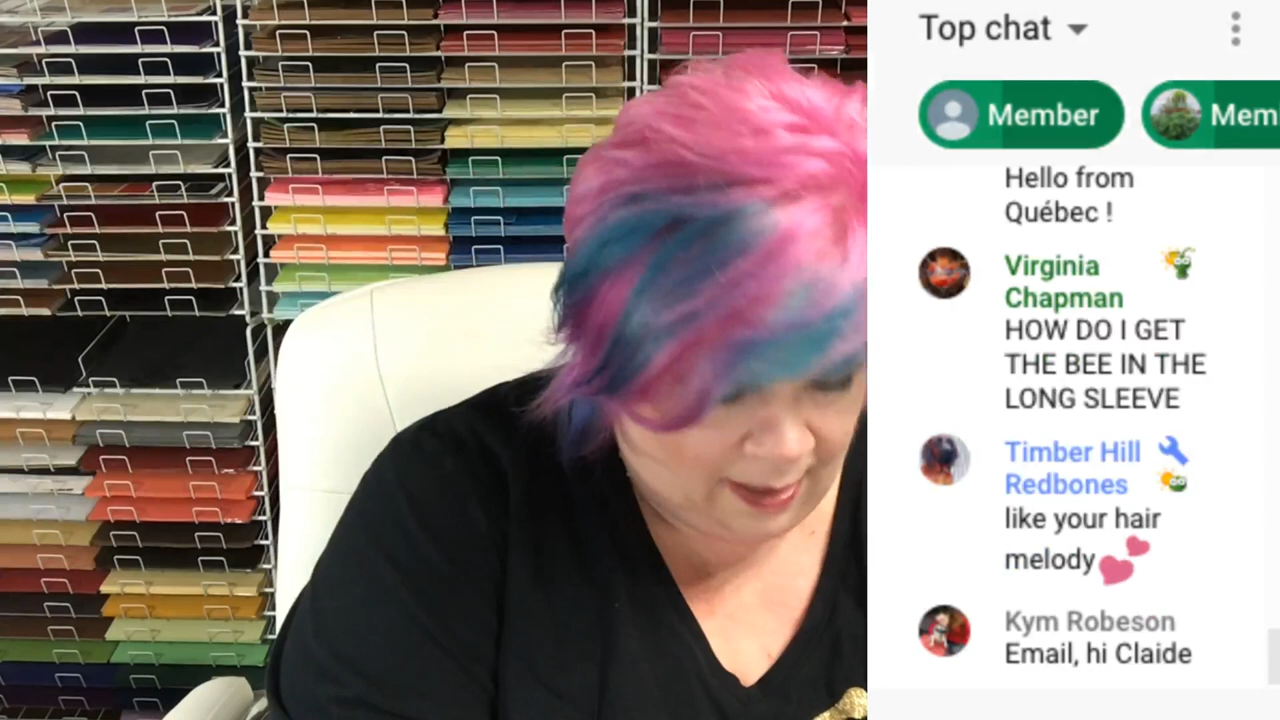 Top chat
Member
Mem
Hello from
Québec !
Virginia
Chapman
HOW DO I GET
THE BEE IN THE
LONG SLEEVE
Timber Hill
Redbones
like your hair
melody
Kym Robeson
Email, hi Claide